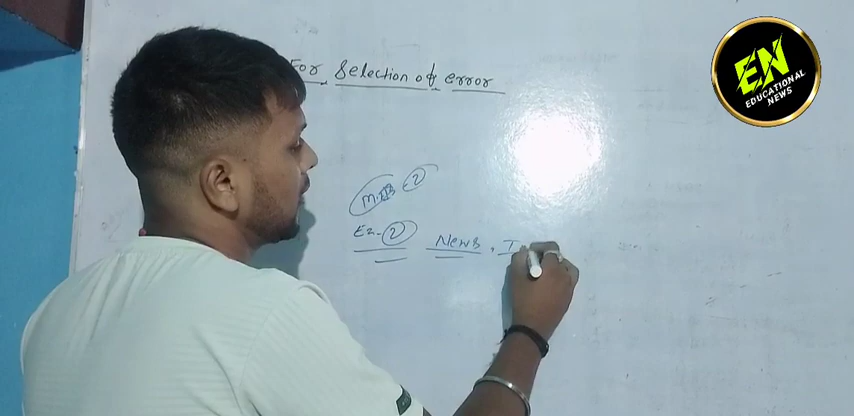 For Selection of error
Ex-2 News, I
EN
EDUCATIONAL
NEWS